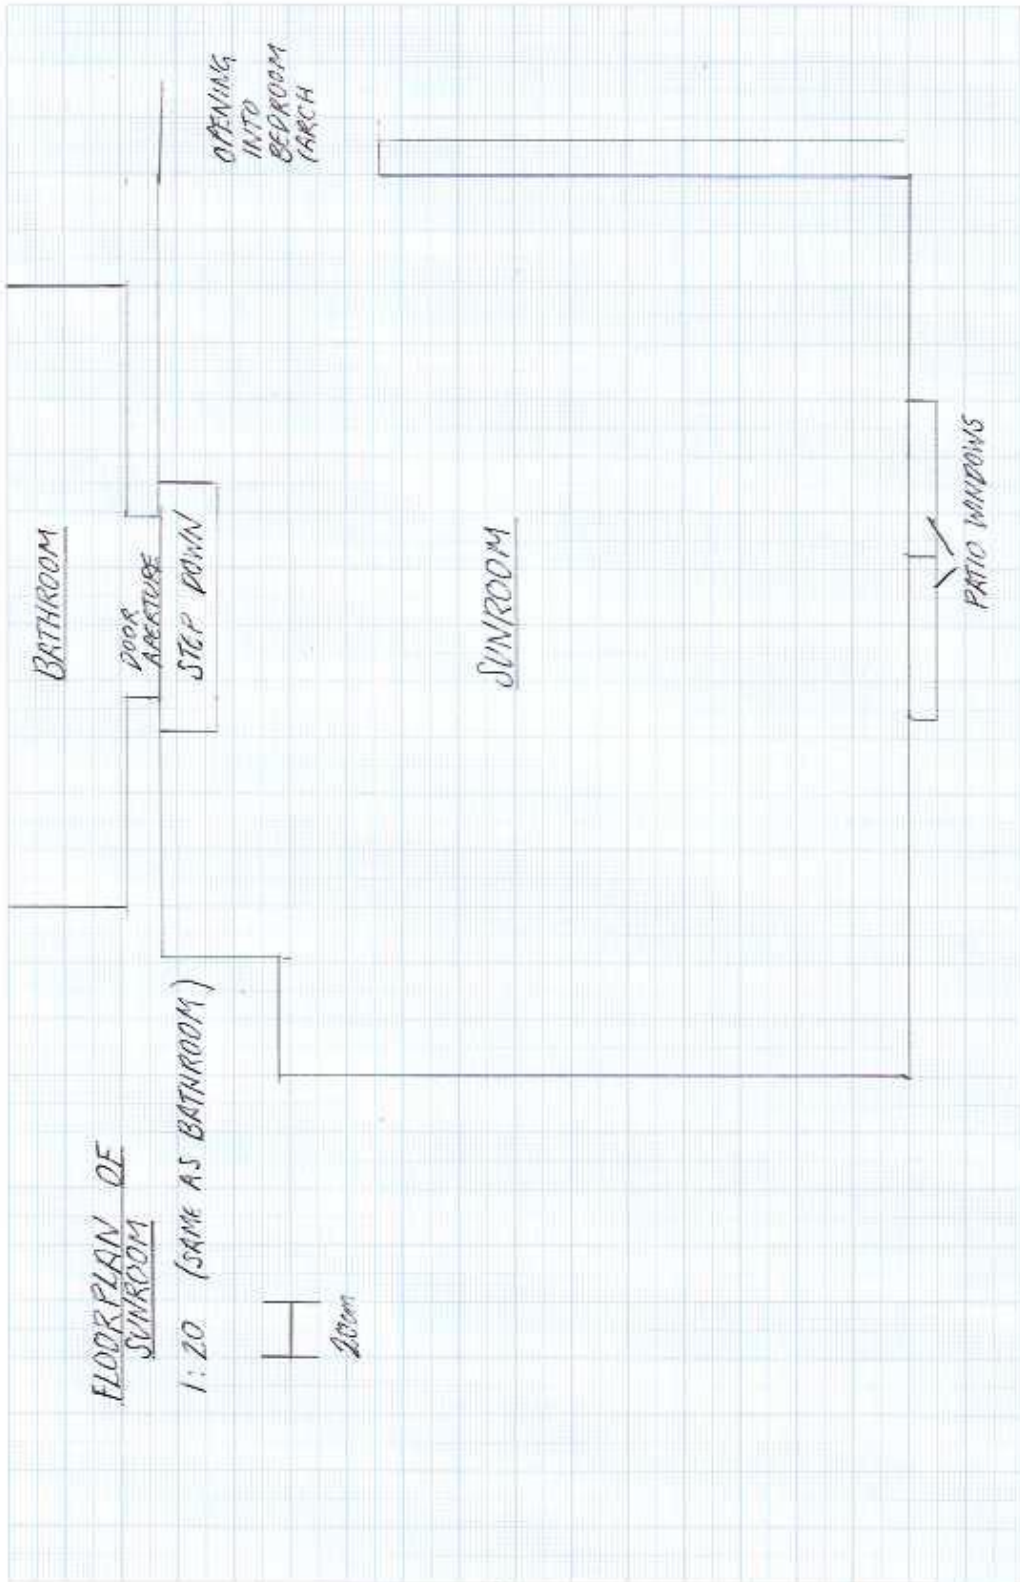 FLOORPLAN OF
SUNROOM
1:20 (SAME AS BATHROOM)
20cm
BATHROOM
DOOR
APERTURE
STEP DOWN
OPENING
INTO
BEDROOM
(ARCH
SUNROOM
PATIO WINDOWS